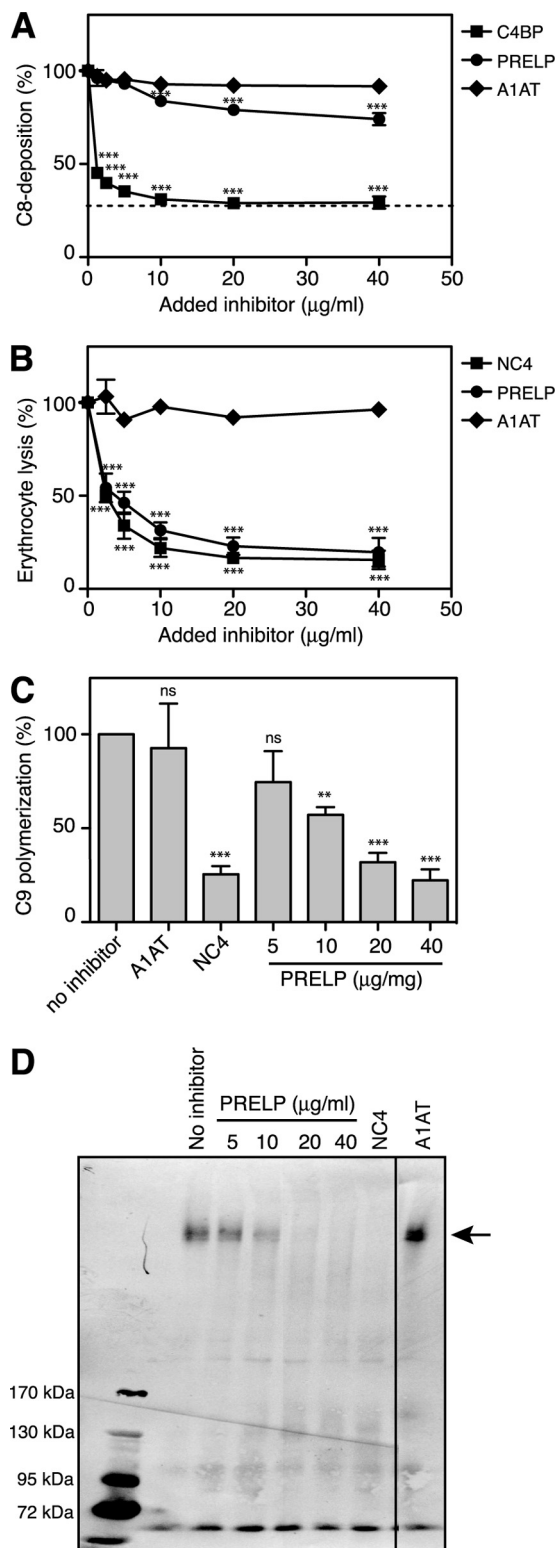 A
C8-deposition (%)
100
50
0
*** *** *** *** *** ***
*** *** ***
0 10 20 30 40 50
Added inhibitor (μg/ml)
C4BP
PRELP
A1AT
B
Erythrocyte lysis (%)
100
50
0
*** *** *** *** ***
*** *** *** *** ***
0 10 20 30 40 50
Added inhibitor (μg/ml)
NC4
PRELP
A1AT
C
C9 polymerization (%)
100
50
0
ns *** ns ** *** ***
no inhibitor
A1AT
NC4
5 10 20 40
PRELP (μg/mg)
D
No inhibitor
PRELP (μg/ml)
5 10 20 40
NC4
A1AT
170 kDa
130 kDa
95 kDa
72 kDa